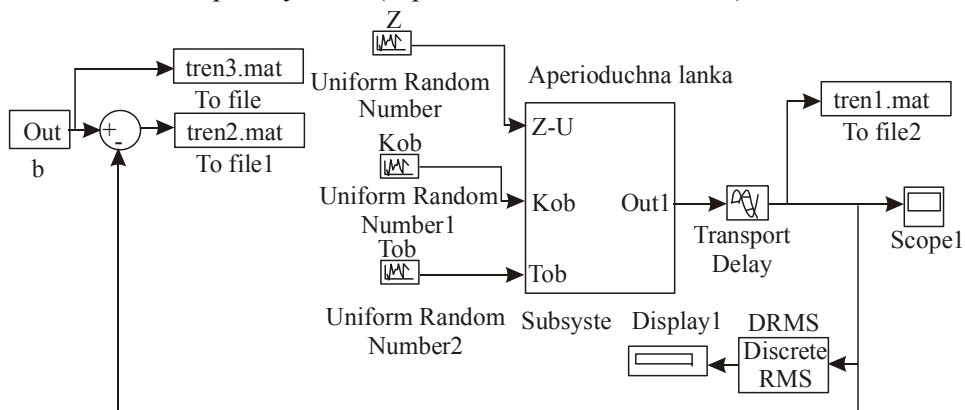 Z
tren3.mat
To file
Out
b
+
-
tren2.mat
To file1
Uniform Random
Number
Kob
Uniform Random
Number1
Tob
Uniform Random
Number2
Aperioduchna lanka
Z-U
Kob
Out1
Tob
Subsyste
Transport
Delay
tren1.mat
To file2
Scope1
Display1
DRMS
Discrete
RMS